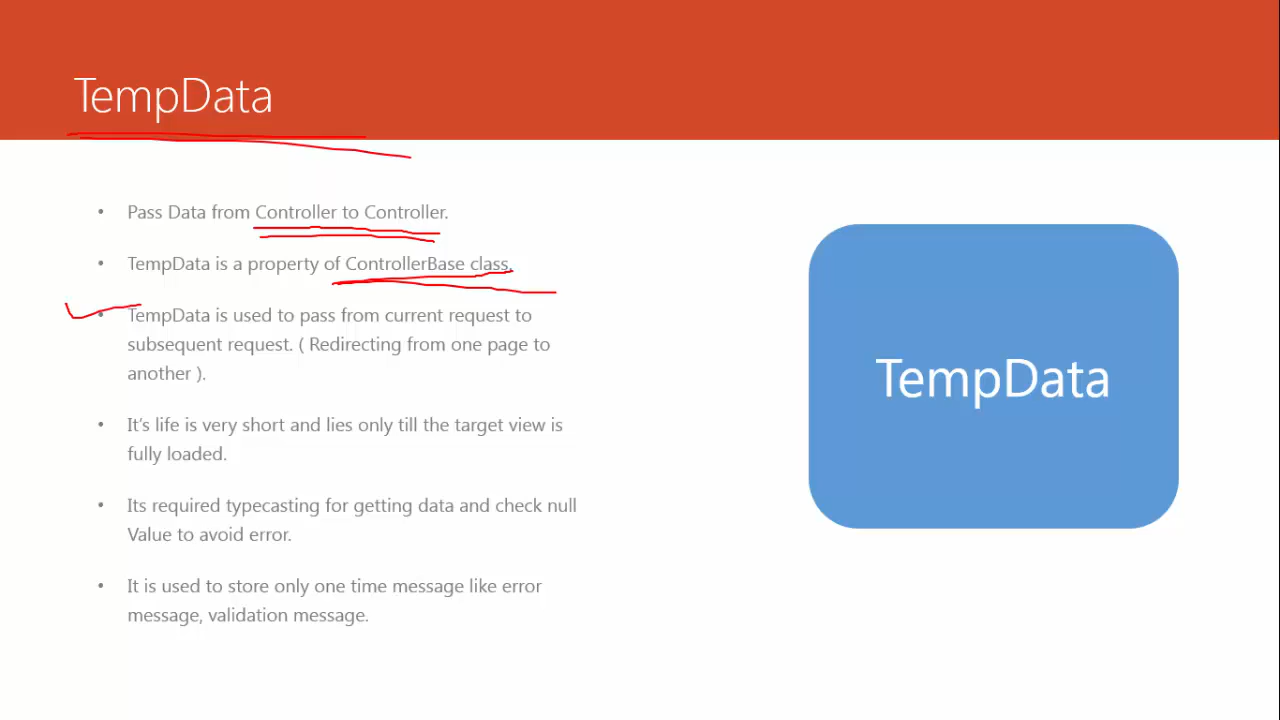 TempData
• Pass Data from Controller to Controller.
• TempData is a property of ControllerBase class.
• TempData is used to pass from current request to
subsequent request. ( Redirecting from one page to
another ).
• It's life is very short and lies only till the target view is
fully loaded.
• Its required typecasting for getting data and check null
Value to avoid error.
• It is used to store only one time message like error
message, validation message.
TempData